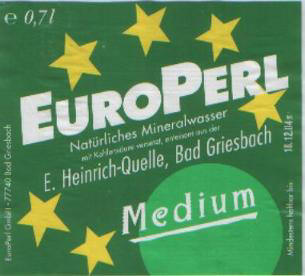 e 0,7l
EUROPERL
Natürliches Mineralwasser
mit Kohlensäure versetzt, enteisent aus der
E. Heinrich-Quelle, Bad Griesbach
Medium
EuroPerl GmbH · 77740 Bad Griesbach
Mindestens haltbar bis